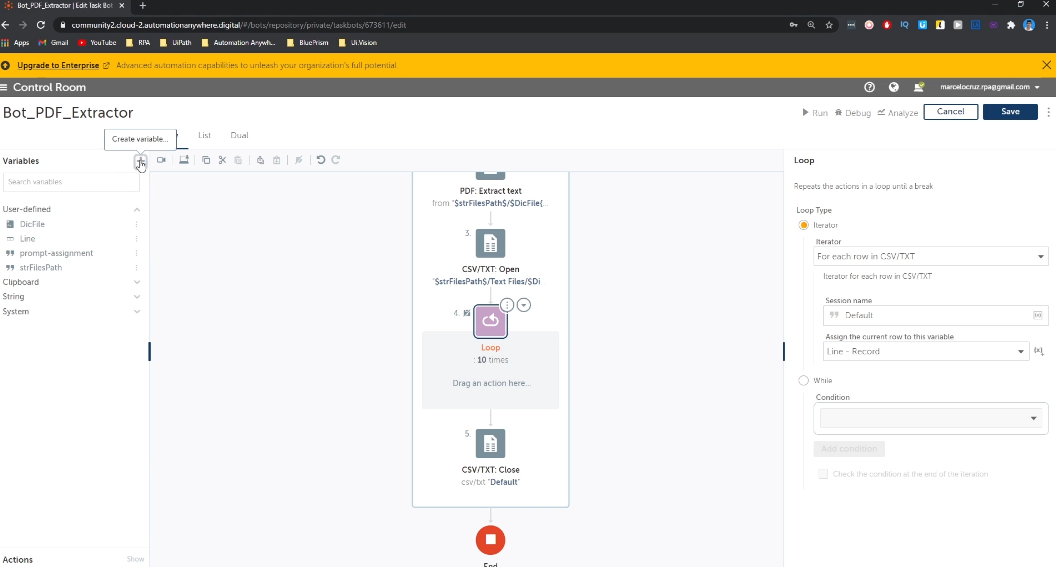 Bot_PDF_Extractor | Edit Task Bot
community2.cloud-2.automationanywhere.digital/#/bots/repository/private/taskbots/673611/edit
Apps Gmail YouTube RPA UiPath Automation Anywh... BluePrism Ui.Vision
Upgrade to Enterprise Advanced automation capabilities to unleash your organization's full potential
Control Room
marcelocruz.rpa@gmail.com
Bot_PDF_Extractor
Run Debug Analyze Cancel Save
List Dual
Create variable...
Variables
Search variables
User-defined
DicFile
Line
prompt-assignment
strFilesPath
Clipboard
String
System
Actions Show
PDF: Extract text
from "$strFilesPath$/$DicFile{...
3.
CSV/TXT: Open
"$strFilesPath$/Text Files/$Di
4.
Loop
: 10 times
Drag an action here...
5.
CSV/TXT: Close
csv/txt "Default"
End
Loop
Repeats the actions in a loop until a break
Loop Type
Iterator
Iterator
For each row in CSV/TXT
Iterator for each row in CSV/TXT
Session name
Default
(x)
Assign the current row to this variable
Line - Record
(x)
While
Condition
Add condition
Check the condition at the end of the iteration